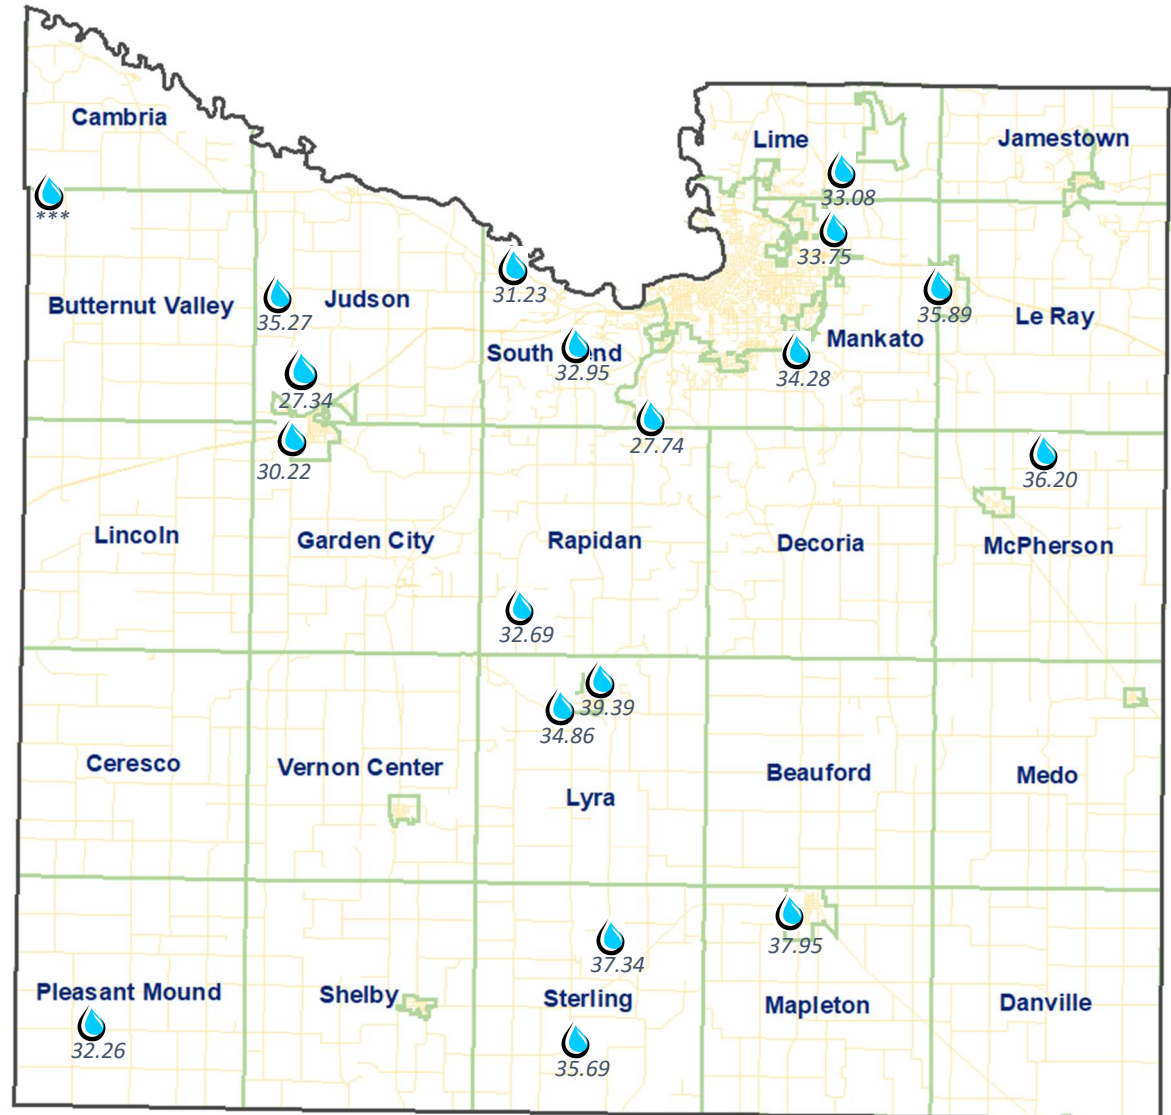 Cambria
Lime
Jamestown
33.08
***
33.75
31.23
Butternut Valley
Judson
35.27
35.89
Le Ray
Mankato
South end
32.95
34.28
27.34
27.74
30.22
36.20
Lincoln
Garden City
Rapidan
Decoria
McPherson
32.69
39.39
34.86
Ceresco
Vernon Center
Beauford
Medo
Lyra
37.95
37.34
Pleasant Mound
Shelby
Sterling
Mapleton
Danville
32.26
35.69